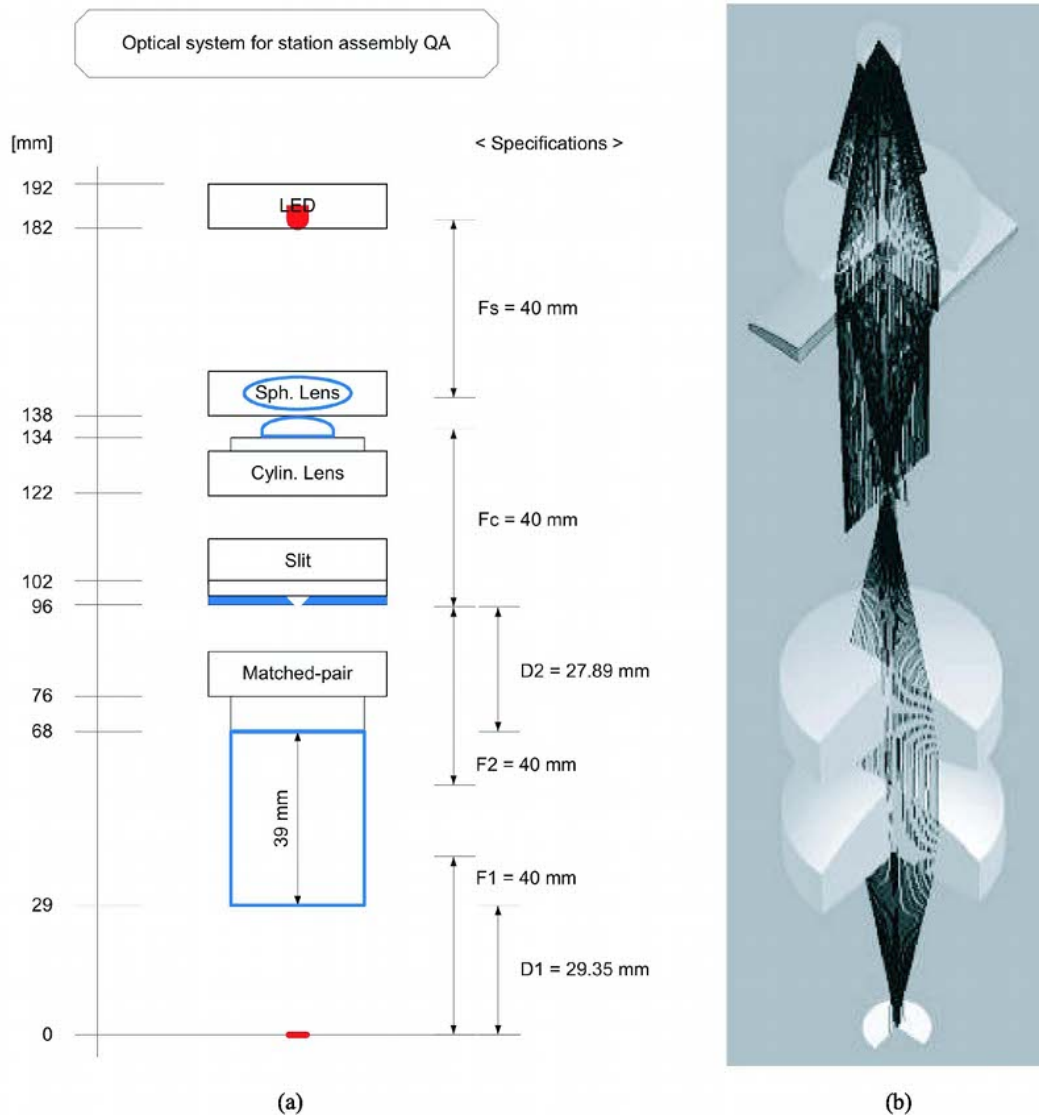 Optical system for station assembly QA
[mm]
< Specifications >
192
LED
182
Fs = 40 mm
Sph. Lens
138
134
Cylin. Lens
122
Fc = 40 mm
Slit
102
96
D2 = 27.89 mm
Matched-pair
76
68
F2 = 40 mm
39 mm
F1 = 40 mm
29
D1 = 29.35 mm
0
(a)
(b)